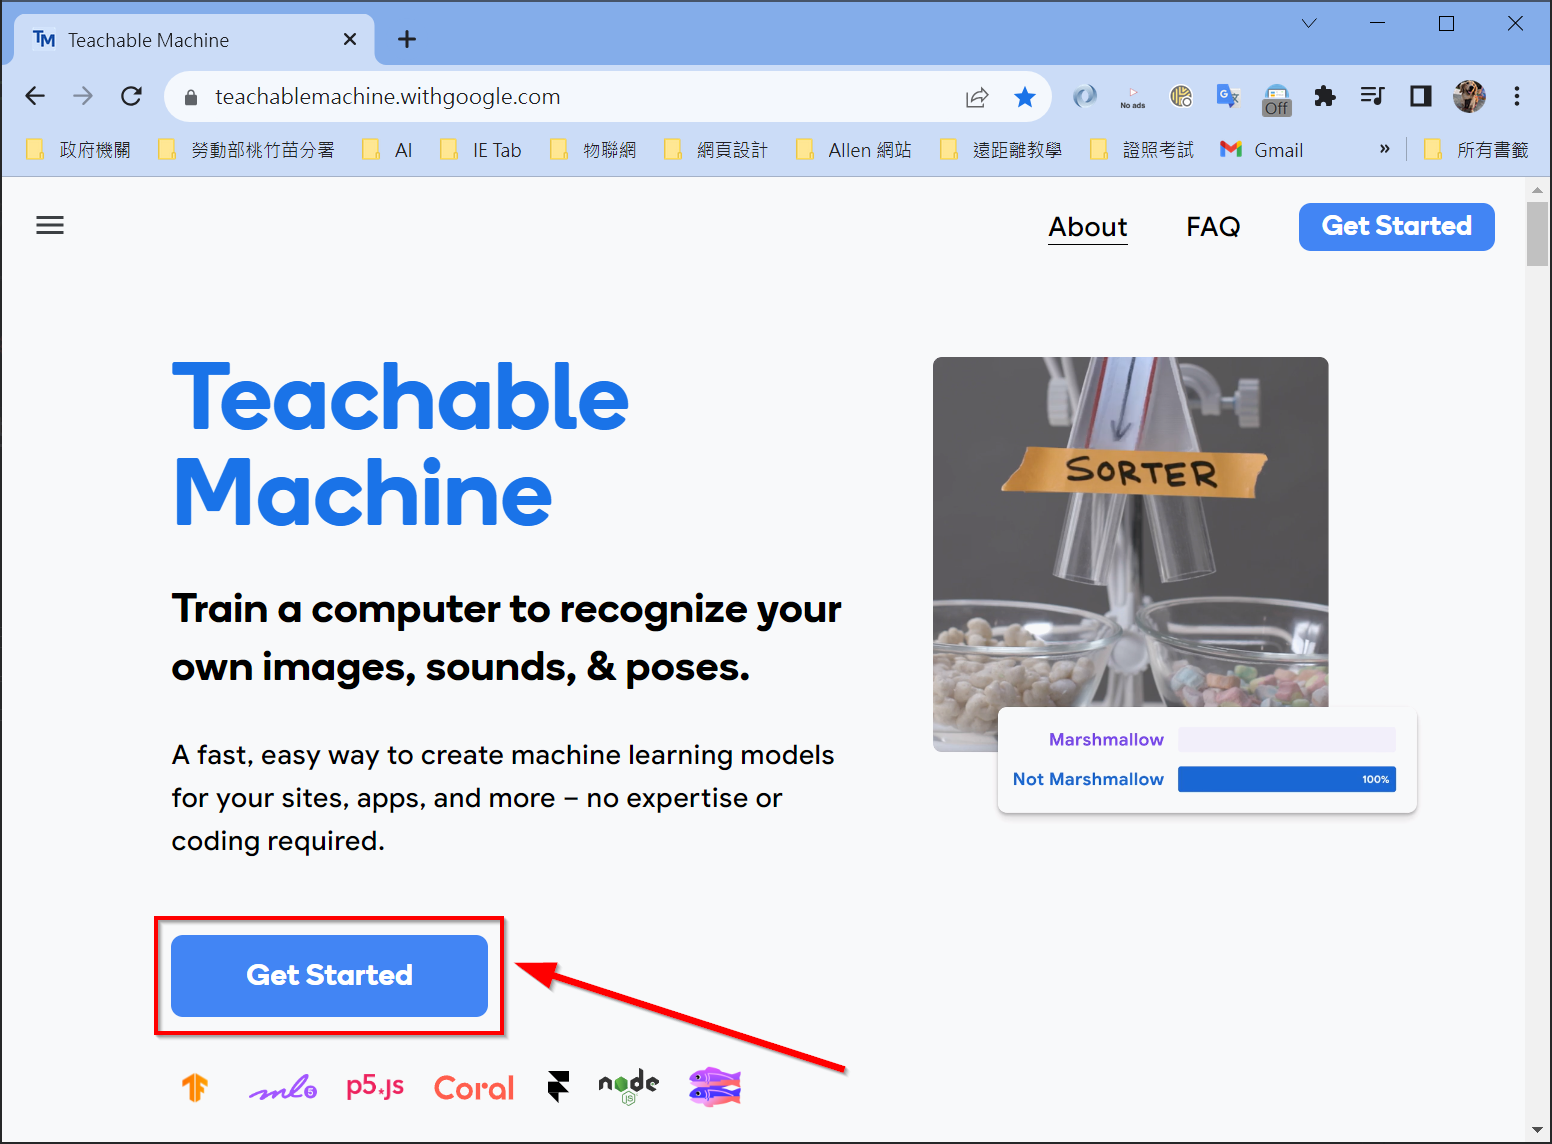 TM Teachable Machine
teachablemachine.withgoogle.com
No ads
Off
政府機關 勞動部桃竹苗分署 AI IE Tab 物聯網 網頁設計 Allen 網站 遠距離教學 證照考試 Gmail » 所有書籤
About FAQ Get Started
Teachable
Machine
SORTER
Train a computer to recognize your
own images, sounds, & poses.
Marshmallow
Not Marshmallow 100%
A fast, easy way to create machine learning models
for your sites, apps, and more – no expertise or
coding required.
Get Started
ml5 p5.js Coral node JS